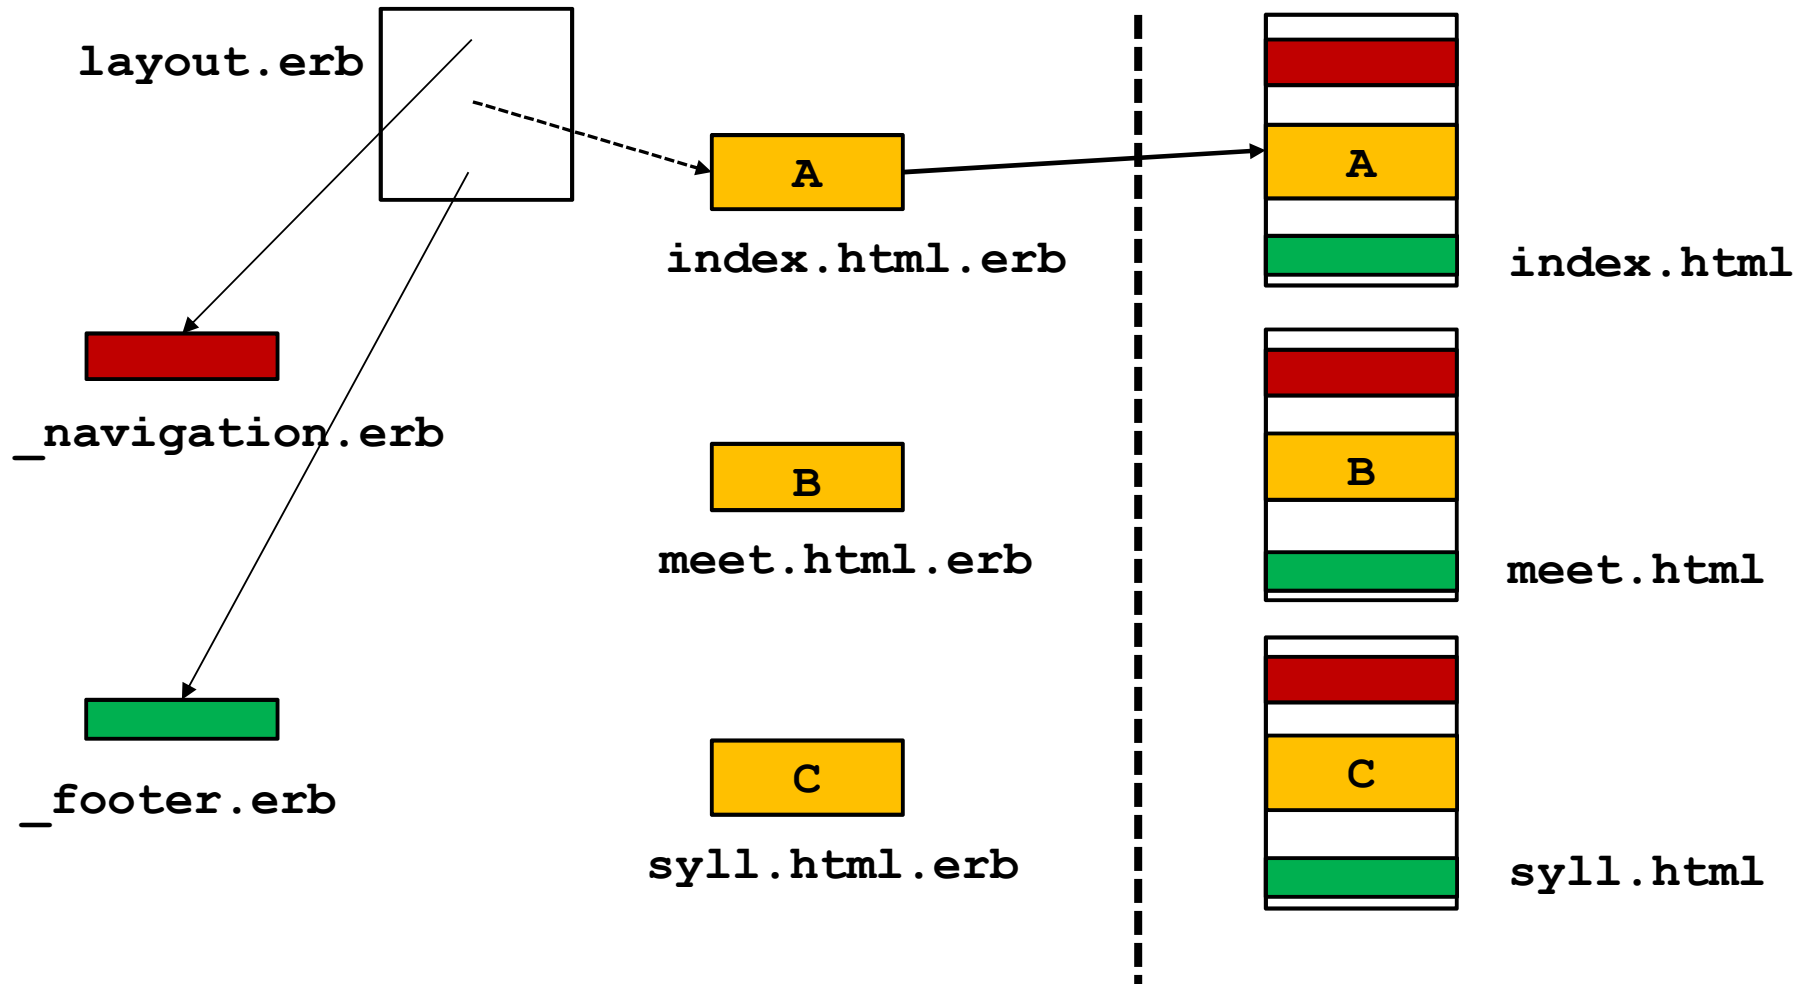 layout.erb
A
index.html.erb
A
index.html
_navigation.erb
B
meet.html.erb
B
meet.html
_footer.erb
C
syll.html.erb
C
syll.html